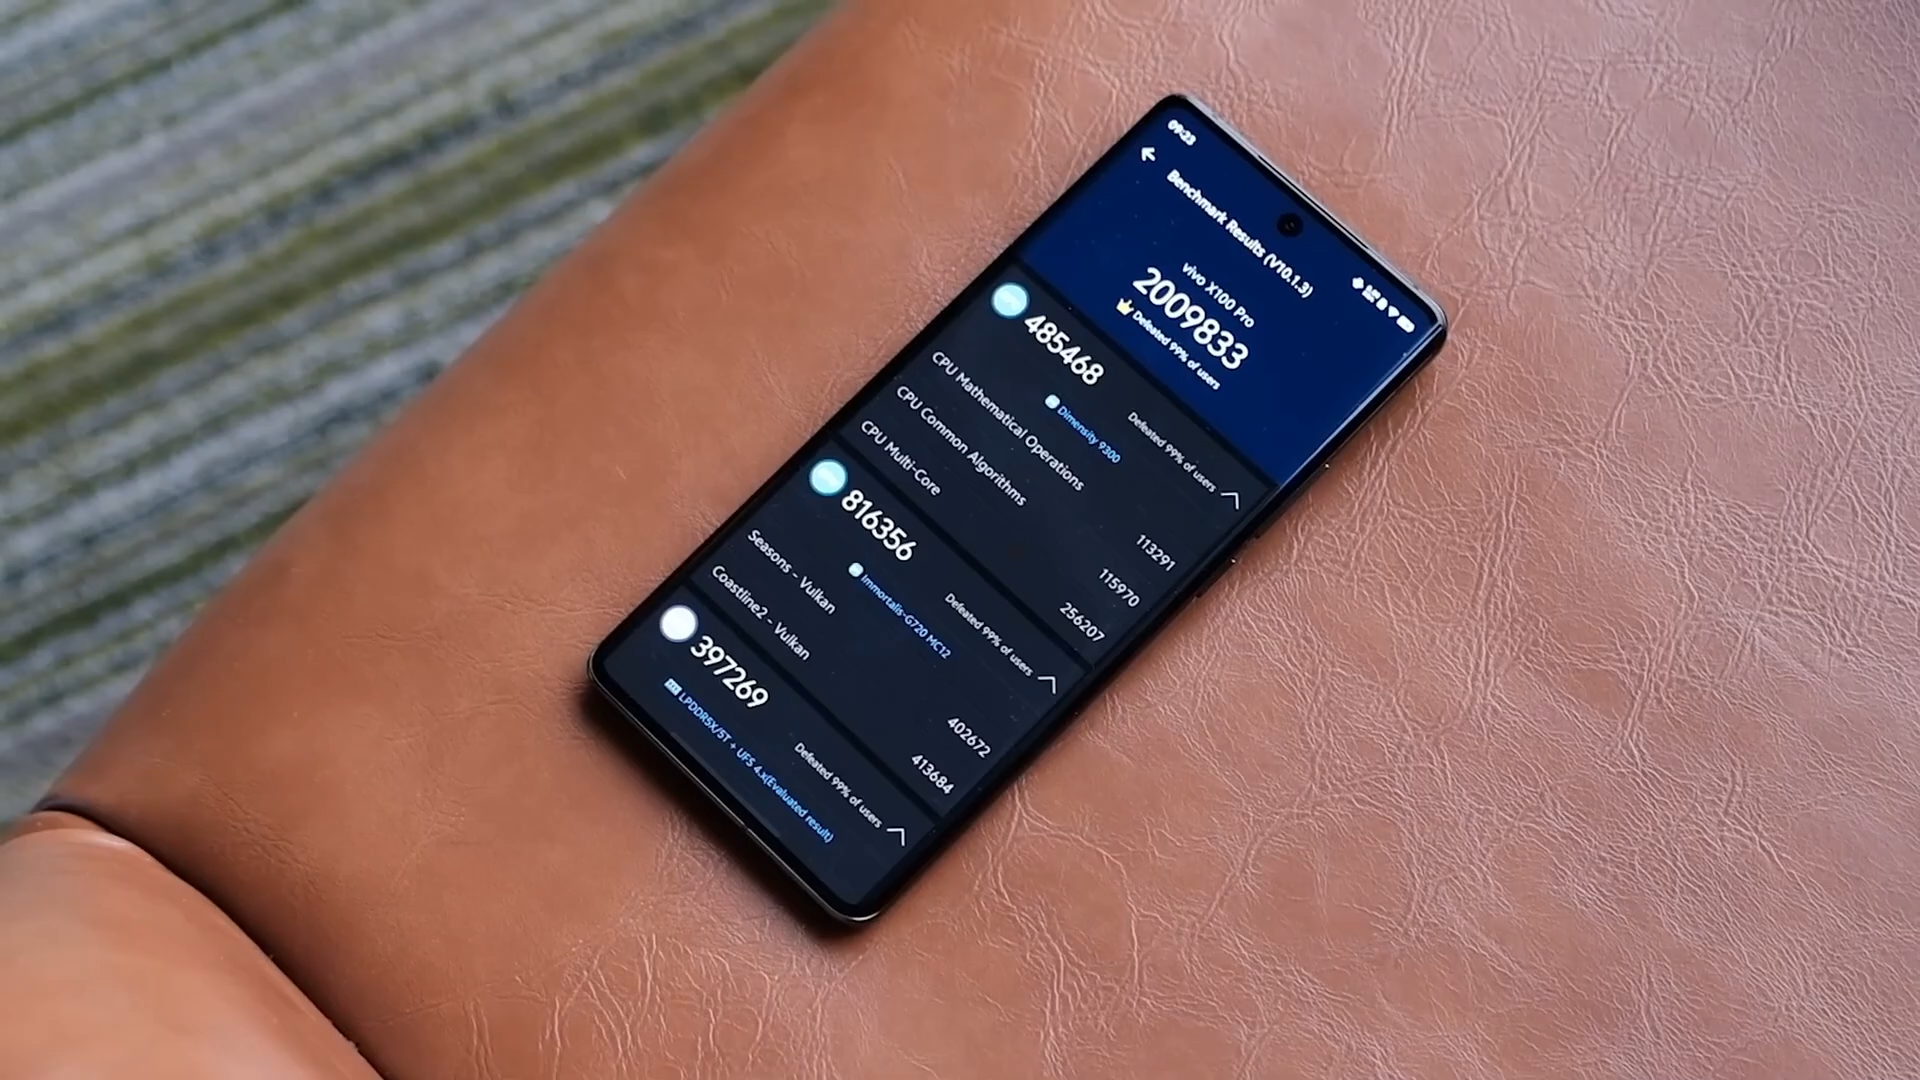 09:23
Benchmark Results (V10.1.3)
vivo X100 Pro
2009833
Defeated 99% of users
485468
Dimensity 9300
Defeated 99% of users
CPU Mathematical Operations 113291
CPU Common Algorithms 115970
CPU Multi-Core 256207
816356
Immortalis-G720 MC12
Defeated 99% of users
Seasons - Vulkan 402672
Coastline2 - Vulkan 413684
397269
LPDDR5X/5T + UFS 4.x(Evaluated result)
Defeated 99% of users